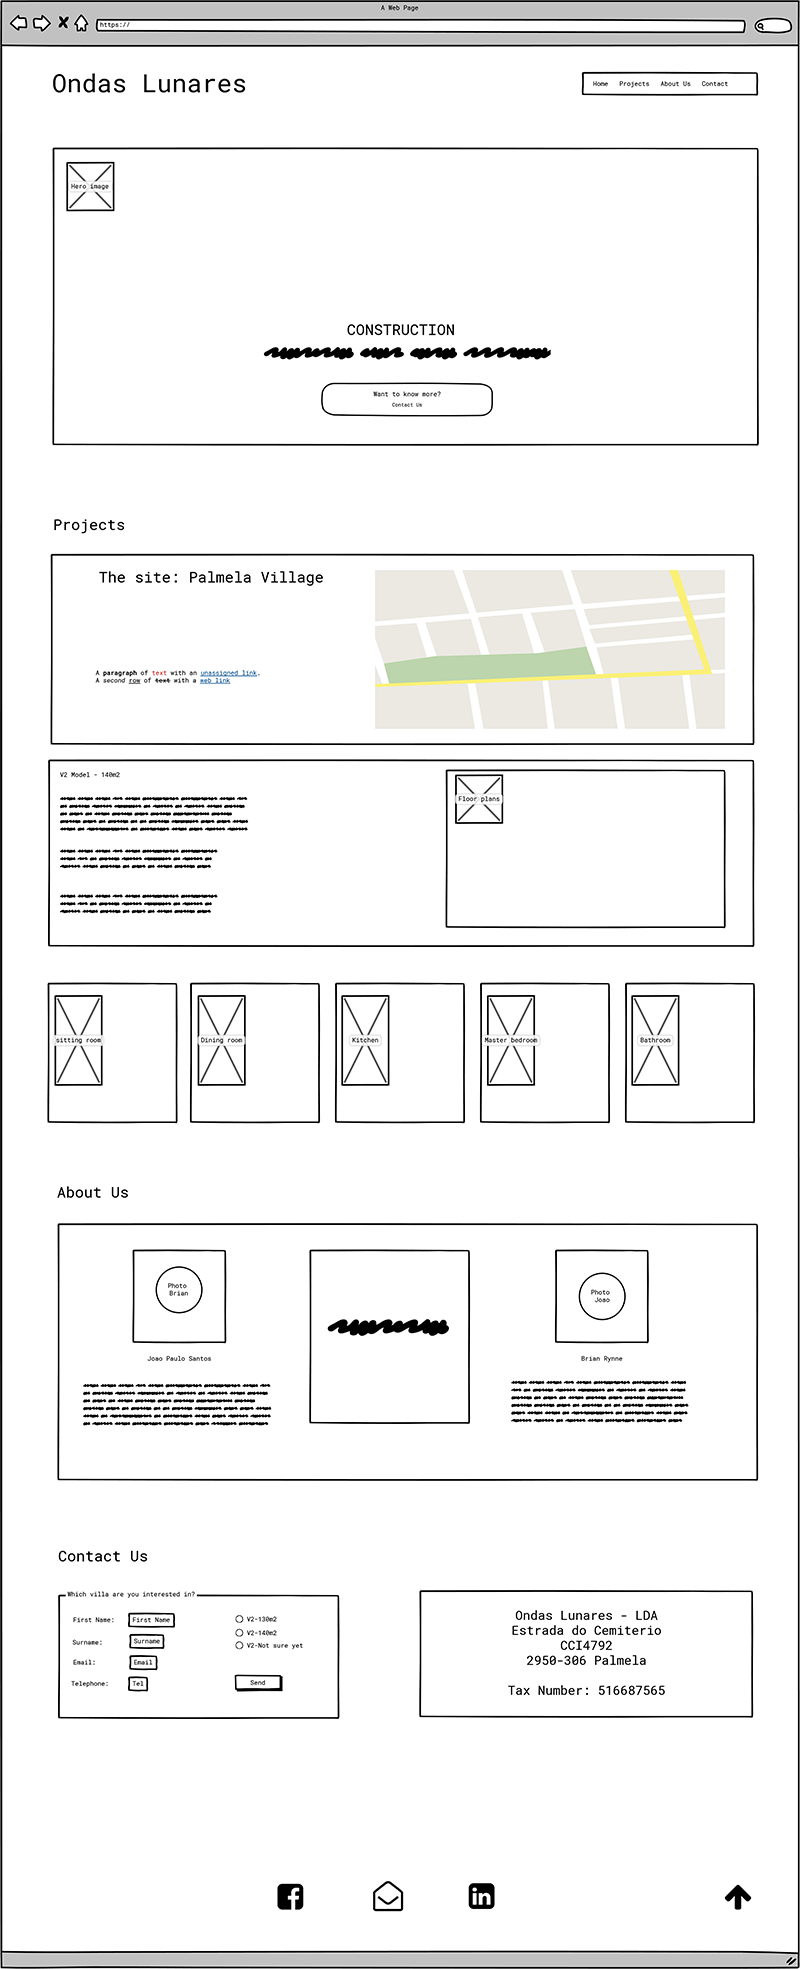 A Web Page
https://
Ondas Lunares
Home Projects About Us Contact
Hero image
CONSTRUCTION
Want to know more?
Contact Us
Projects
The site: Palmela Village
A paragraph of text with an unassigned link.
A second row of text with a web link
V2 Model - 140m2
Floor plans
sitting room
Dining room
Kitchen
Master bedroom
Bathroom
About Us
Photo
Brian
Joao Paulo Santos
Photo
Joao
Brian Rynne
Contact Us
Which villa are you interested in?
First Name: First Name
Surname: Surname
Email: Email
Telephone: Tel
V2-130m2
V2-140m2
V2-Not sure yet
Send
Ondas Lunares - LDA
Estrada do Cemiterio
CCI4792
2950-306 Palmela
Tax Number: 516687565